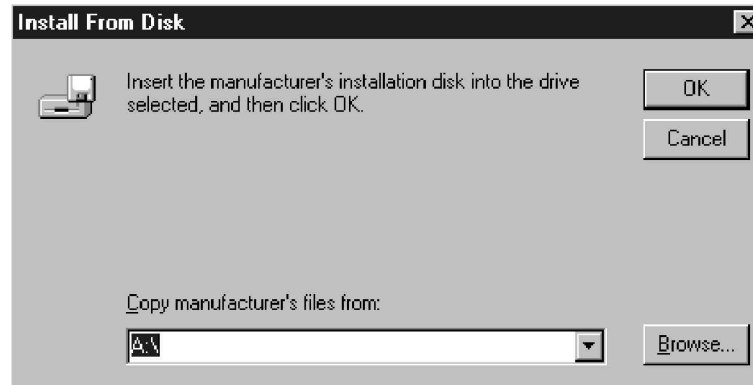 Install From Disk
Insert the manufacturer's installation disk into the drive
selected, and then click OK.
OK
Cancel
Copy manufacturer's files from:
A:\
Browse...